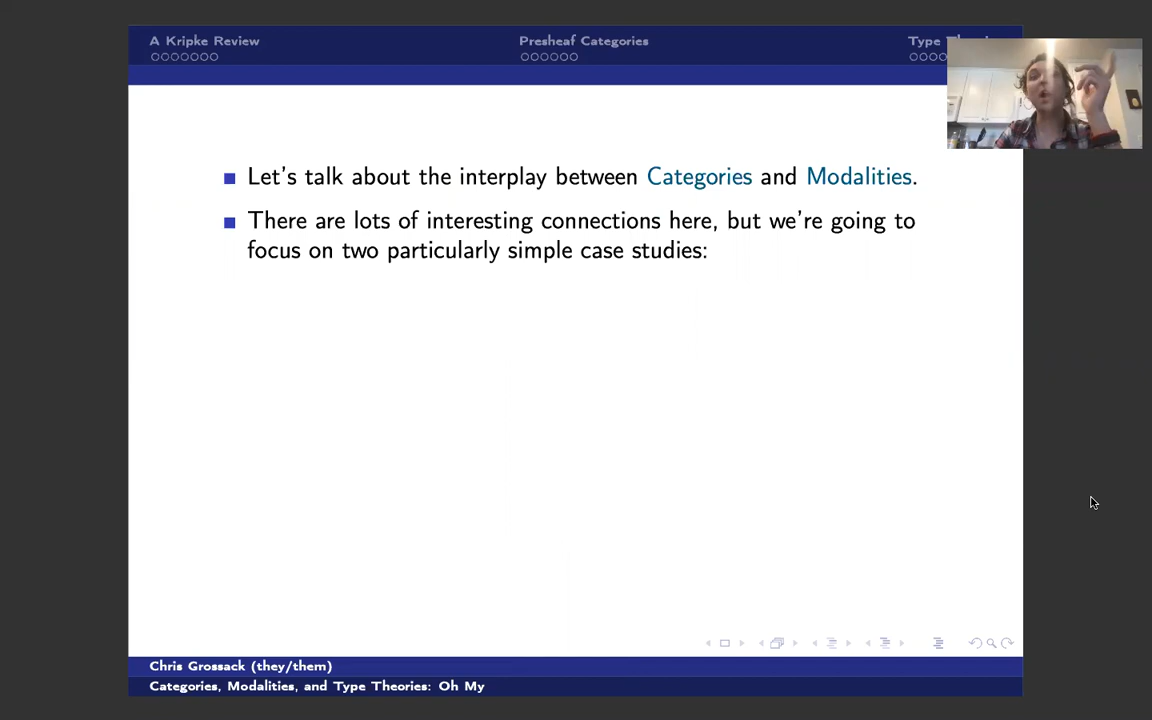 A Kripke Review
Presheaf Categories
Type
Let's talk about the interplay between Categories and Modalities.
There are lots of interesting connections here, but we're going to
focus on two particularly simple case studies:
Chris Grossack (they/them)
Categories, Modalities, and Type Theories: Oh My